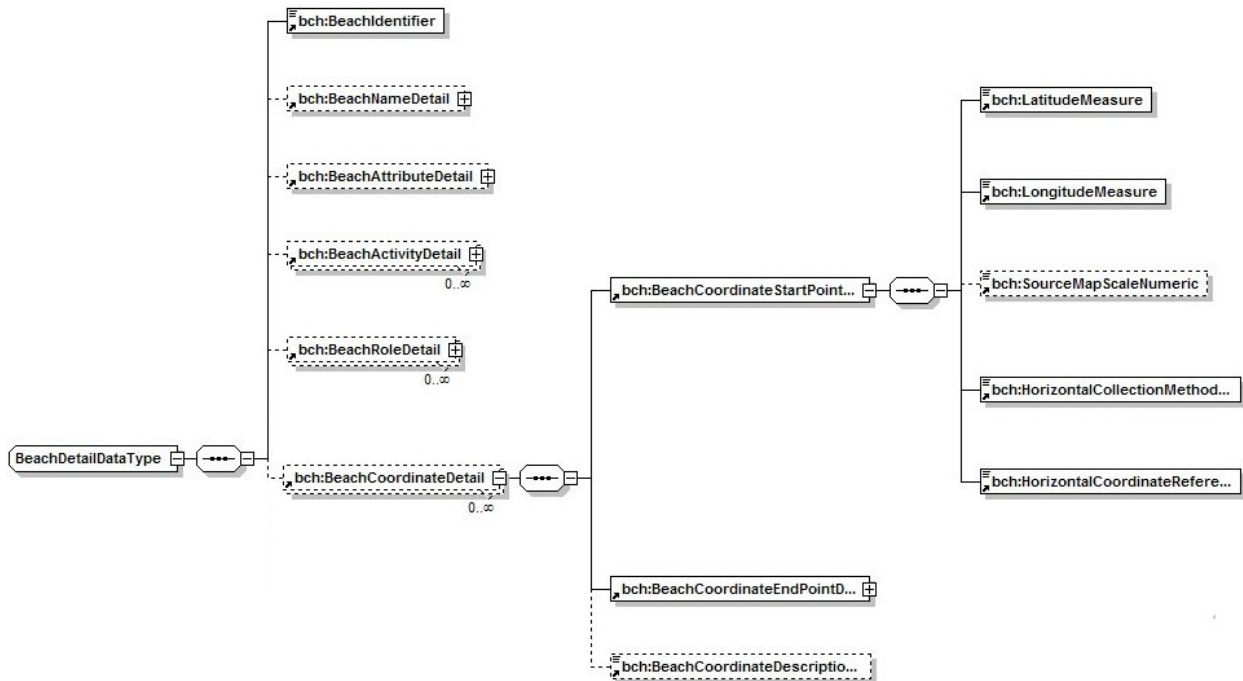 bch:BeachIdentifier
bch:BeachNameDetail
bch:BeachAttributeDetail
bch:BeachActivityDetail
0..∞
bch:BeachRoleDetail
0..∞
BeachDetailDataType
bch:BeachCoordinateDetail
0..∞
bch:BeachCoordinateStartPoint...
bch:BeachCoordinateEndPointD...
bch:BeachCoordinateDescriptio...
bch:LatitudeMeasure
bch:LongitudeMeasure
bch:SourceMapScaleNumeric
bch:HorizontalCollectionMethod...
bch:HorizontalCoordinateRefere...